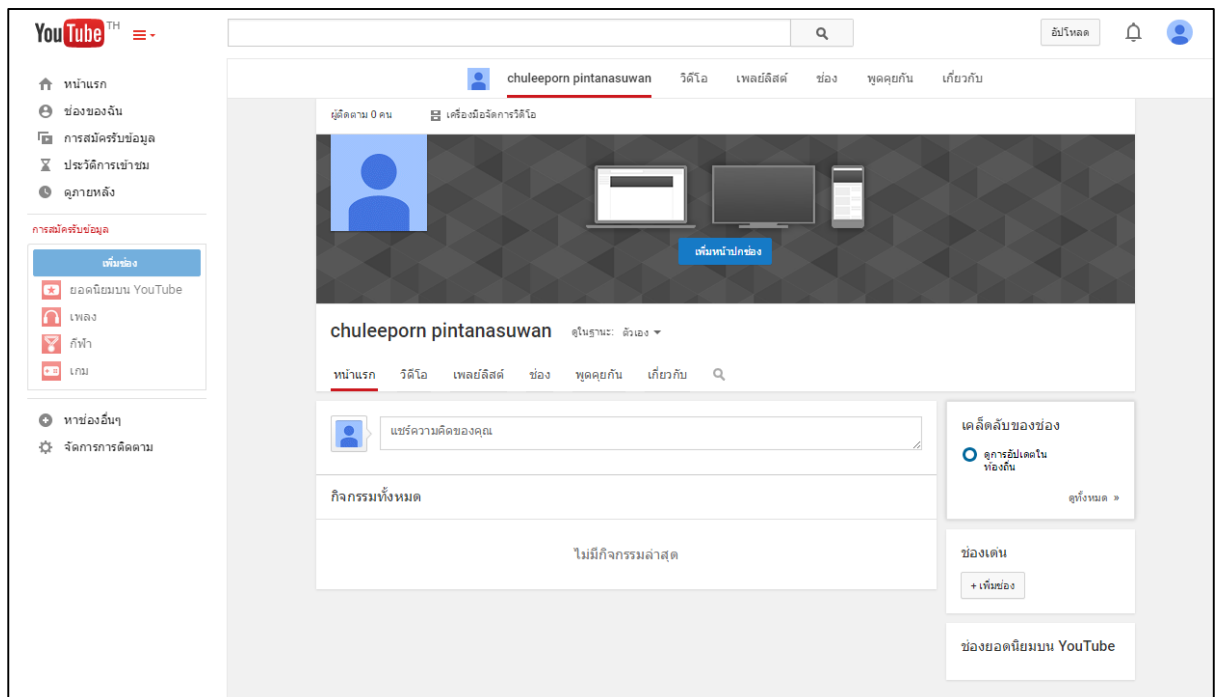 YouTube TH
อัปโหลด
chuleeporn pintanasuwan วิดีโอ เพลย์ลิสต์ ช่อง พูดคุยกัน เกี่ยวกับ
หน้าแรก
ช่องของฉัน
การสมัครรับข้อมูล
ประวัติการเข้าชม
ดูภายหลัง
การสมัครรับข้อมูล
เพิ่มช่อง
ยอดนิยมบน YouTube
เพลง
กีฬา
เกม
หาช่องอื่นๆ
จัดการการติดตาม
ผู้ติดตาม 0 คน เครื่องมือจัดการวิดีโอ
เพิ่มหน้าปกช่อง
chuleeporn pintanasuwan ดูในฐานะ: ตัวเอง
หน้าแรก วิดีโอ เพลย์ลิสต์ ช่อง พูดคุยกัน เกี่ยวกับ
แชร์ความคิดของคุณ
กิจกรรมทั้งหมด
ไม่มีกิจกรรมล่าสุด
เคล็ดลับของช่อง
ดูการอัปเดตใน
ท้องถิ่น
ดูทั้งหมด »
ช่องเด่น
+ เพิ่มช่อง
ช่องยอดนิยมบน YouTube